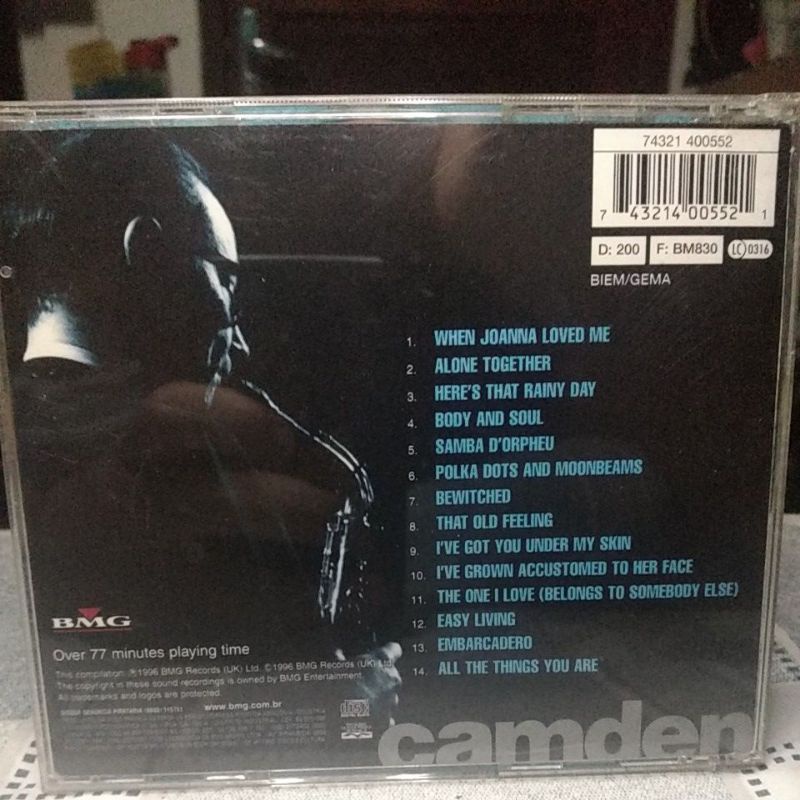 74321 400552
7 43214 00552 1
D: 200 F: BM830 LC 0316
BIEM/GEMA
1. WHEN JOANNA LOVED ME
2. ALONE TOGETHER
3. HERE'S THAT RAINY DAY
4. BODY AND SOUL
5. SAMBA D'ORPHEU
6. POLKA DOTS AND MOONBEAMS
7. BEWITCHED
8. THAT OLD FEELING
9. I'VE GOT YOU UNDER MY SKIN
10. I'VE GROWN ACCUSTOMED TO HER FACE
11. THE ONE I LOVE (BELONGS TO SOMEBODY ELSE)
12. EASY LIVING
13. EMBARCADERO
14. ALL THE THINGS YOU ARE
BMG
Over 77 minutes playing time
This compilation ℗1996 BMG Records (UK) Ltd. ©1996 BMG Records (UK) Ltd.
The copyright in these sound recordings is owned by BMG Entertainment.
All trademarks and logos are protected.
www.bmg.com.br
camden